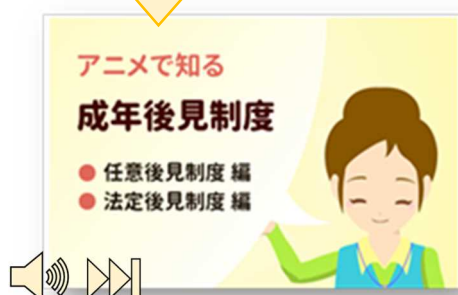 アニメで知る
成年後見制度
● 任意後見制度 編
● 法定後見制度 編